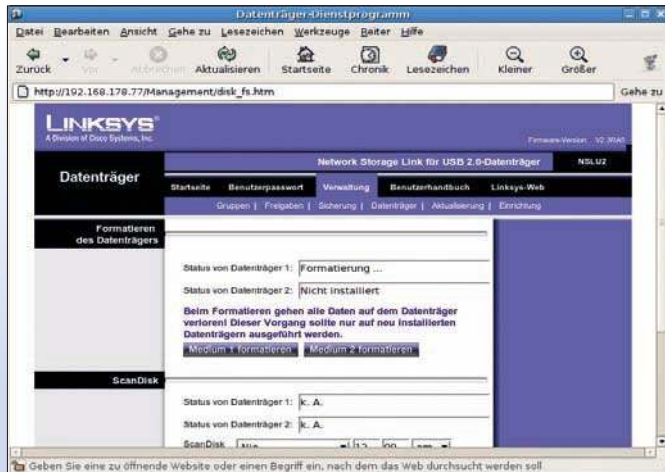 Datenträger-Dienstprogramm
Datei Bearbeiten Ansicht Gehe zu Lesezeichen Werkzeuge Reiter Hilfe
Zurück Vor Abbrechen Aktualisieren Startseite Chronik Lesezeichen Kleiner Größer
http://192.168.178.77/Management/disk_fs.htm Gehe zu
LINKSYS®
A Division of Cisco Systems, Inc.
Firmware-Version
Network Storage Link für USB 2.0-Datenträger NSLU2
Datenträger
Startseite Benutzerpasswort Verwaltung Benutzerhandbuch Linksys-Web
Gruppen | Freigaben | Sicherung | Datenträger | Aktualisierung | Einrichtung
Formatieren
des Datenträgers
Status von Datenträger 1: Formatierung ...
Status von Datenträger 2: Nicht installiert
Beim Formatieren gehen alle Daten auf dem Datenträger
verloren! Dieser Vorgang sollte nur auf neu installierten
Datenträgern ausgeführt werden.
Medium 1 formatieren Medium 2 formatieren
ScanDisk
Status von Datenträger 1: k. A.
Status von Datenträger 2: k. A.
ScanDisk Nie 12 00 am
Geben Sie eine zu öffnende Website oder einen Begriff ein, nach dem das Web durchsucht werden soll